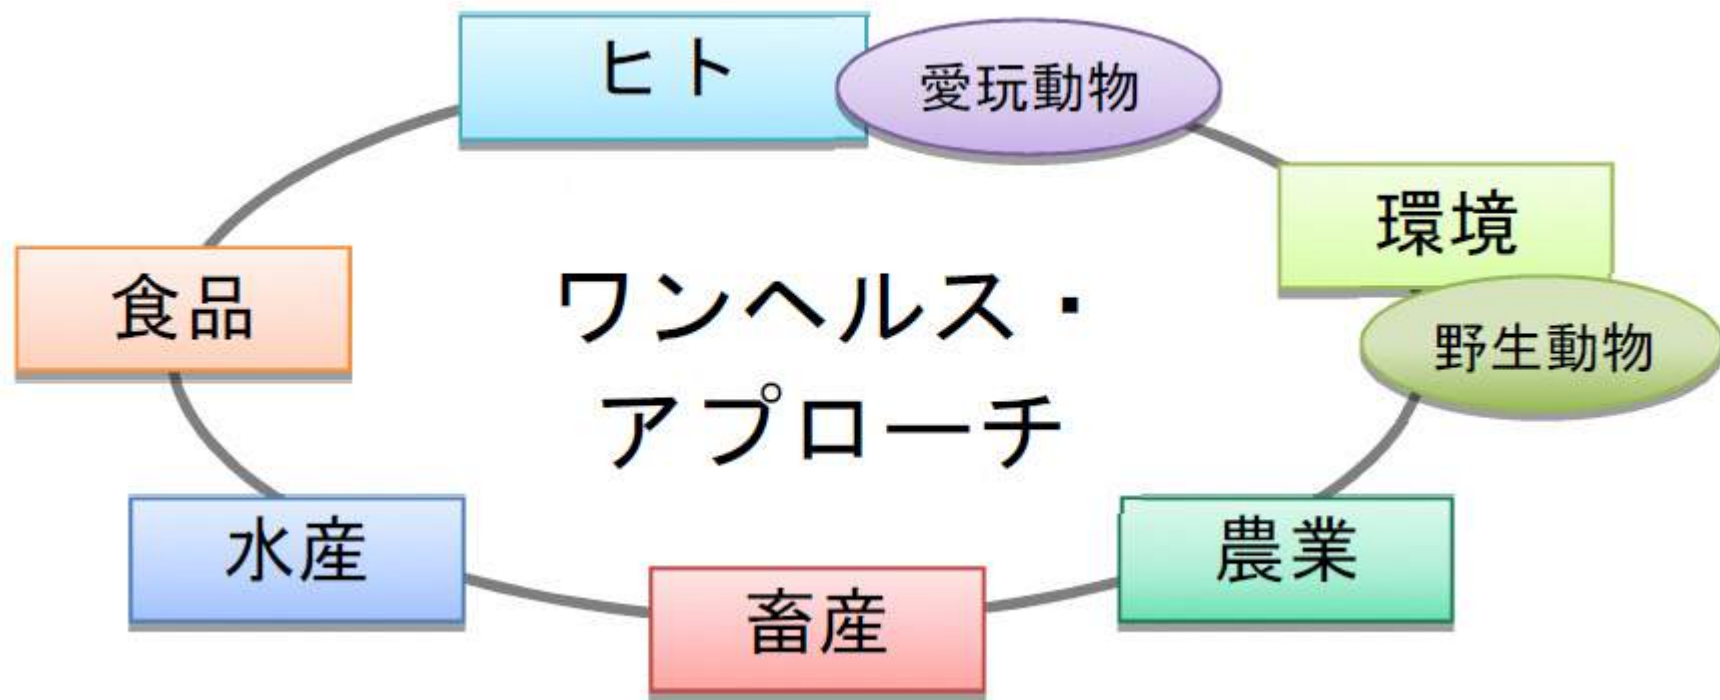 ヒト
愛玩動物
環境
食品
ワンヘルス・
アプローチ
野生動物
水産
農業
畜産